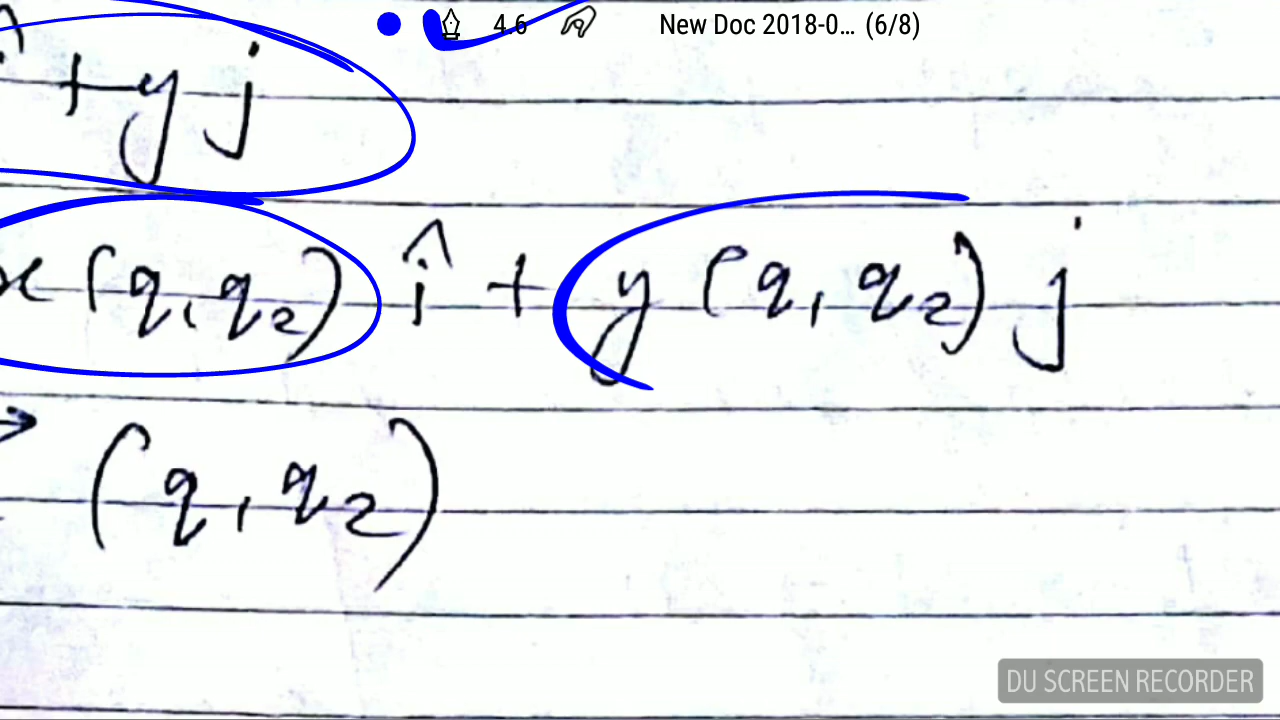 4.6 New Doc 2018-0... (6/8)
+ y j
x (q1 q2) î + y (q1 q2) j
→ (q1 q2)
DU SCREEN RECORDER